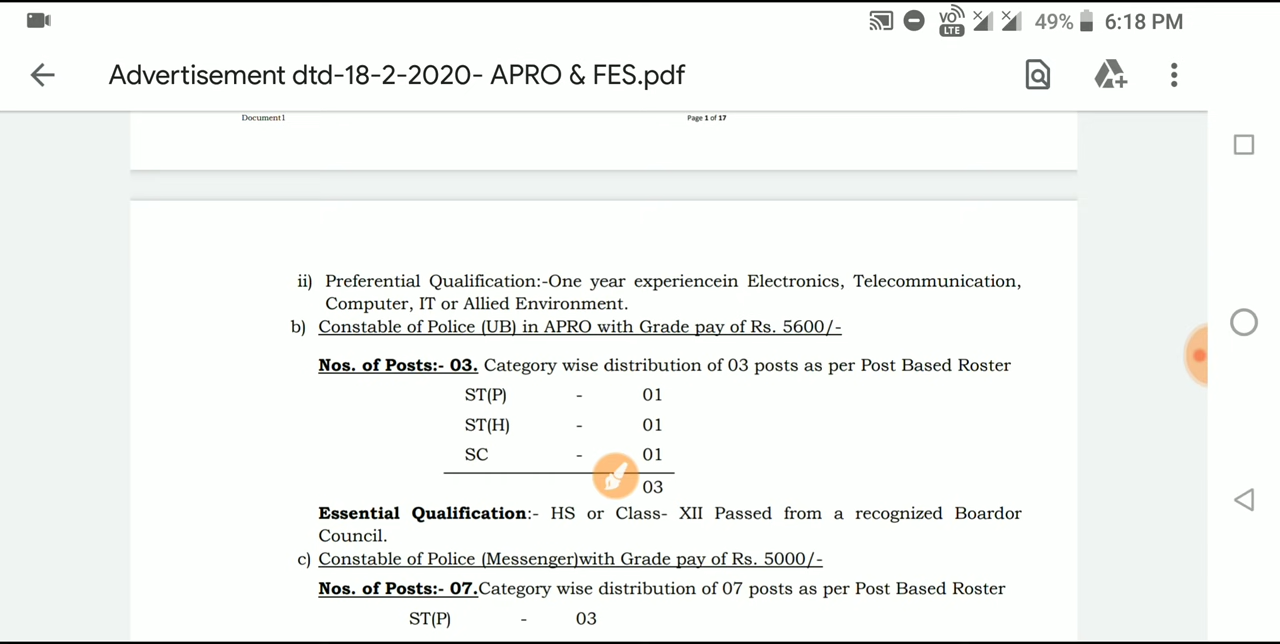 VO LTE 49% 6:18 PM
Advertisement dtd-18-2-2020- APRO & FES.pdf
Document1 Page 1 of 17
ii) Preferential Qualification:-One year experiencein Electronics, Telecommunication,
Computer, IT or Allied Environment.
b) Constable of Police (UB) in APRO with Grade pay of Rs. 5600/-
Nos. of Posts:- 03. Category wise distribution of 03 posts as per Post Based Roster
ST(P) - 01
ST(H) - 01
SC - 01
03
Essential Qualification:- HS or Class- XII Passed from a recognized Boardor
Council.
c) Constable of Police (Messenger)with Grade pay of Rs. 5000/-
Nos. of Posts:- 07.Category wise distribution of 07 posts as per Post Based Roster
ST(P) - 03